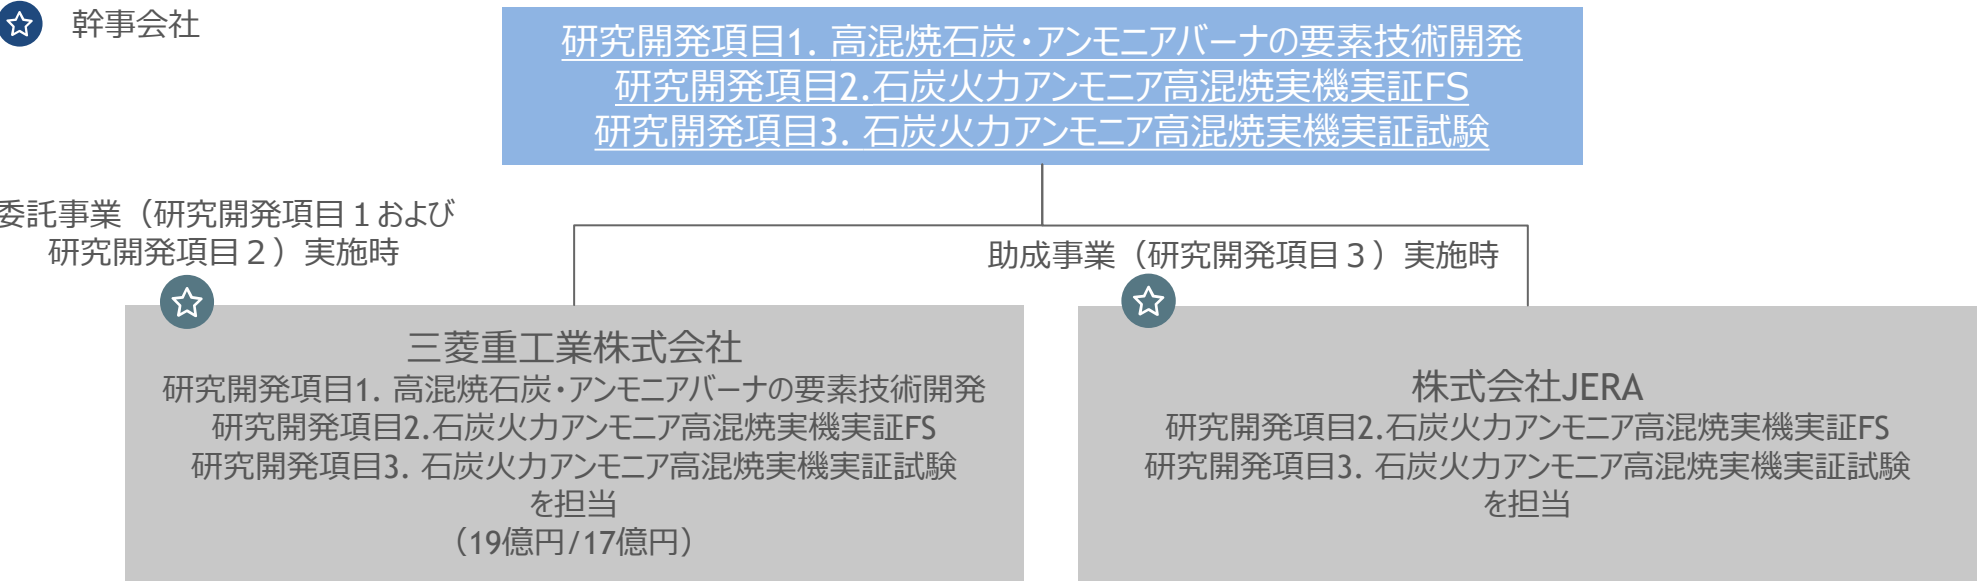 幹事会社
研究開発項目1. 高混焼石炭・アンモニアバーナの要素技術開発
研究開発項目2.石炭火力アンモニア高混焼実機実証FS
研究開発項目3. 石炭火力アンモニア高混焼実機実証試験
委託事業（研究開発項目１および
研究開発項目２）実施時
助成事業（研究開発項目３）実施時
三菱重工業株式会社
研究開発項目1. 高混焼石炭・アンモニアバーナの要素技術開発
研究開発項目2.石炭火力アンモニア高混焼実機実証FS
研究開発項目3. 石炭火力アンモニア高混焼実機実証試験
を担当
（19億円/17億円）
株式会社JERA
研究開発項目2.石炭火力アンモニア高混焼実機実証FS
研究開発項目3. 石炭火力アンモニア高混焼実機実証試験
を担当